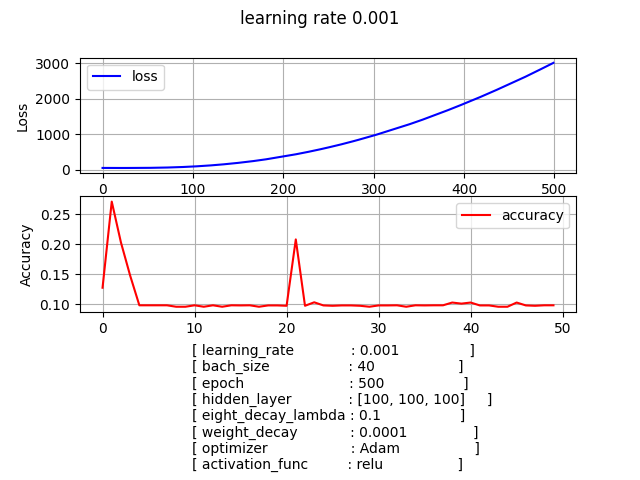 learning rate 0.001
3000
2000
1000
0
Loss
loss
0 100 200 300 400 500
0.25
0.20
0.15
0.10
Accuracy
accuracy
0 10 20 30 40 50
[ learning_rate : 0.001 ]
[ bach_size : 40 ]
[ epoch : 500 ]
[ hidden_layer : [100, 100, 100] ]
[ eight_decay_lambda : 0.1 ]
[ weight_decay : 0.0001 ]
[ optimizer : Adam ]
[ activation_func : relu ]